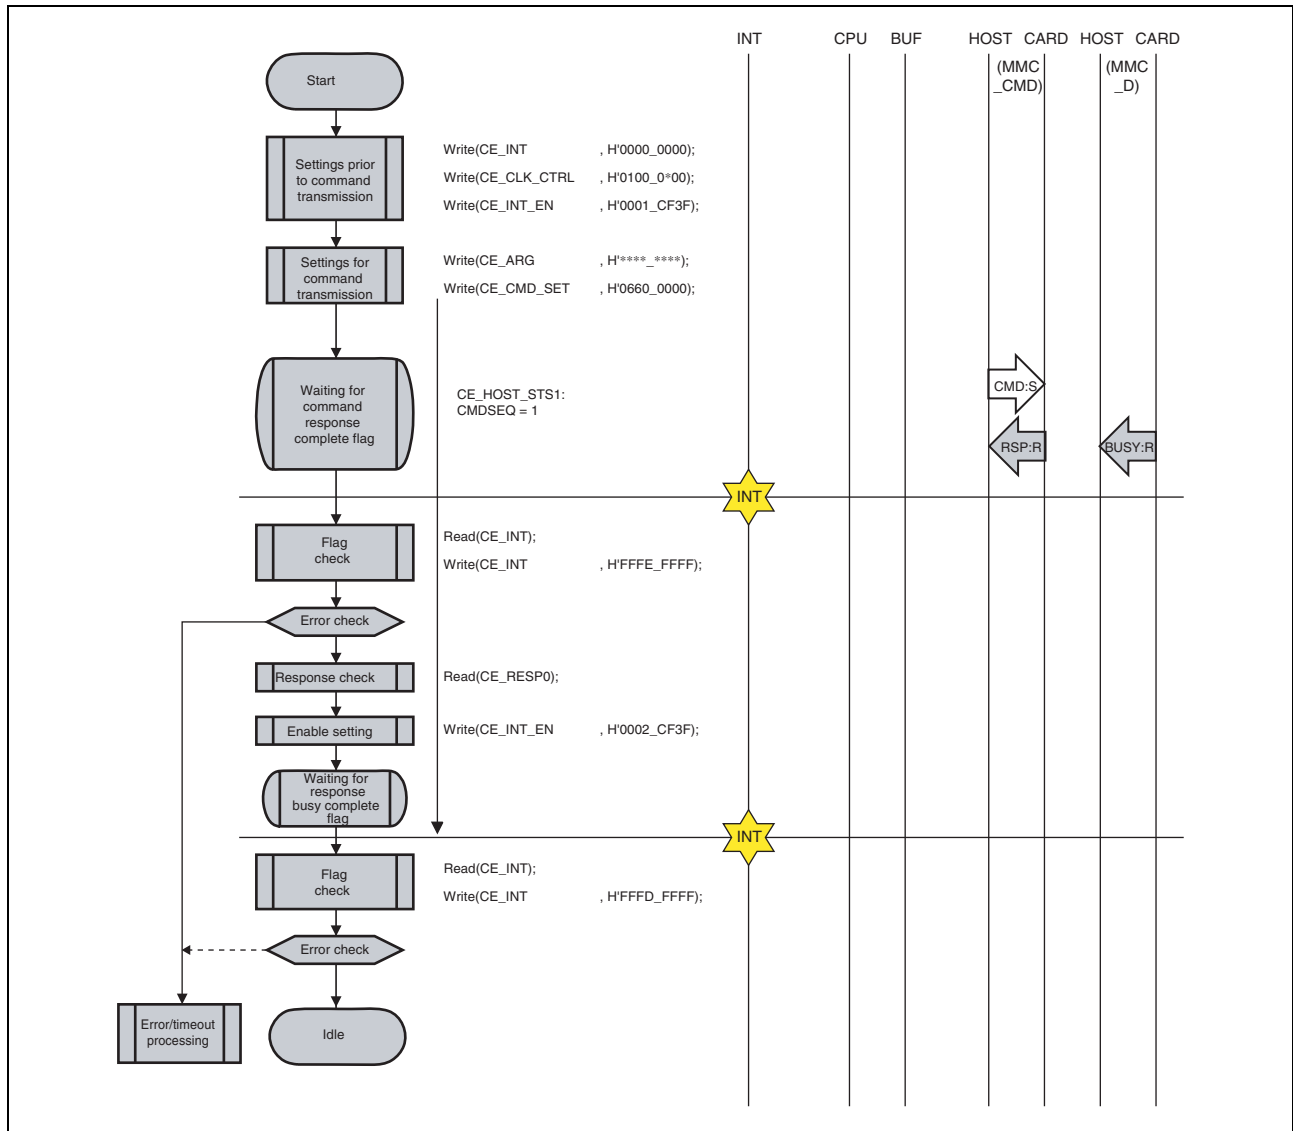 INT CPU BUF HOST CARD HOST CARD
(MMC
_CMD)
(MMC
_D)
Start
Settings prior
to command
transmission
Write(CE_INT , H'0000_0000);
Write(CE_CLK_CTRL , H'0100_0*00);
Write(CE_INT_EN , H'0001_CF3F);
Settings for
command
transmission
Write(CE_ARG , H'****_****);
Write(CE_CMD_SET , H'0660_0000);
Waiting for
command
response
complete flag
CE_HOST_STS1:
CMDSEQ = 1
CMD:S
RSP:R
BUSY:R
INT
Flag
check
Read(CE_INT);
Write(CE_INT , H'FFFE_FFFF);
Error check
Response check
Read(CE_RESP0);
Enable setting
Write(CE_INT_EN , H'0002_CF3F);
Waiting for
response
busy complete
flag
INT
Flag
check
Read(CE_INT);
Write(CE_INT , H'FFFD_FFFF);
Error check
Error/timeout
processing
Idle